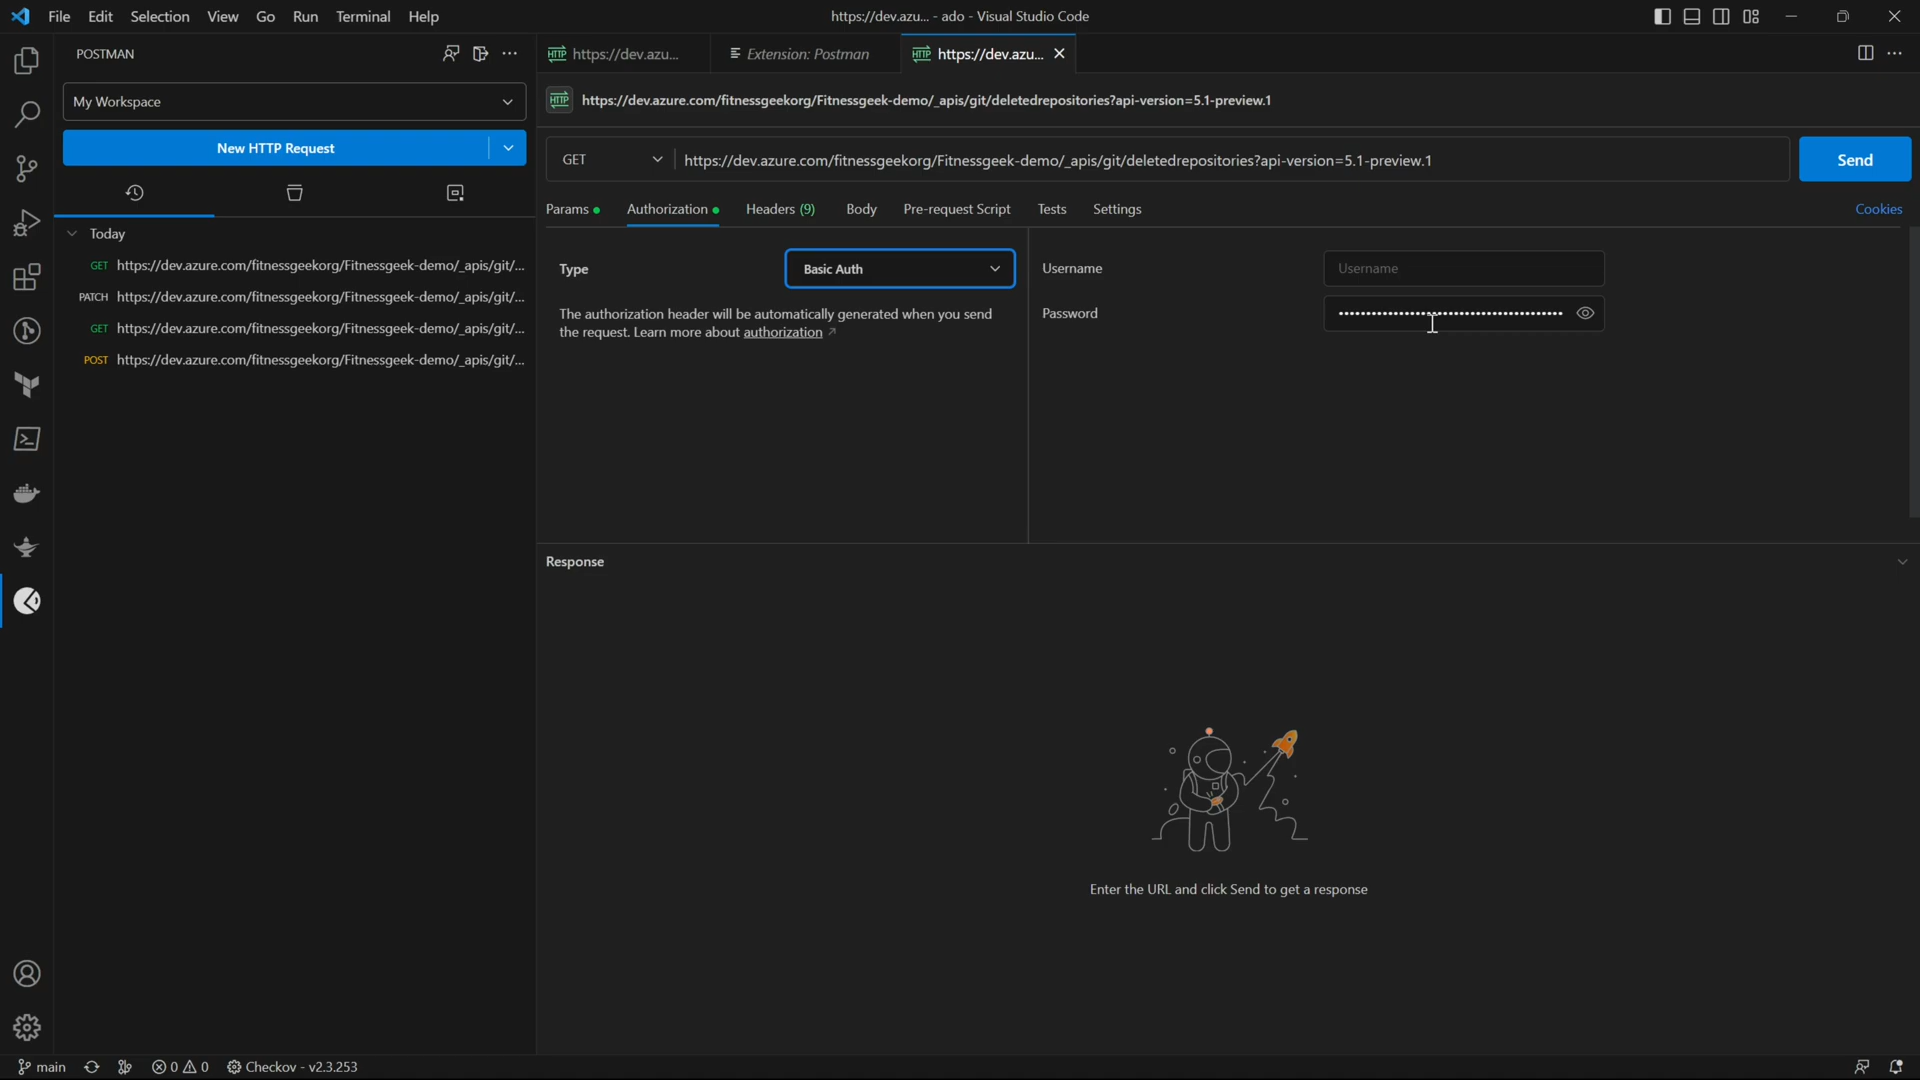 File Edit Selection View Go Run Terminal Help
https://dev.azu... - ado - Visual Studio Code
POSTMAN
My Workspace
New HTTP Request
Today
GET https://dev.azure.com/fitnessgeekorg/Fitnessgeek-demo/_apis/git/...
PATCH https://dev.azure.com/fitnessgeekorg/Fitnessgeek-demo/_apis/git/...
GET https://dev.azure.com/fitnessgeekorg/Fitnessgeek-demo/_apis/git/...
POST https://dev.azure.com/fitnessgeekorg/Fitnessgeek-demo/_apis/git/...
HTTP https://dev.azu...
Extension: Postman
HTTP https://dev.azu...
HTTP https://dev.azure.com/fitnessgeekorg/Fitnessgeek-demo/_apis/git/deletedrepositories?api-version=5.1-preview.1
GET https://dev.azure.com/fitnessgeekorg/Fitnessgeek-demo/_apis/git/deletedrepositories?api-version=5.1-preview.1
Send
Params Authorization Headers (9) Body Pre-request Script Tests Settings
Cookies
Type
Basic Auth
The authorization header will be automatically generated when you send
the request. Learn more about authorization
Username
Username
Password
Response
Enter the URL and click Send to get a response
main
0 0
Checkov - v2.3.253